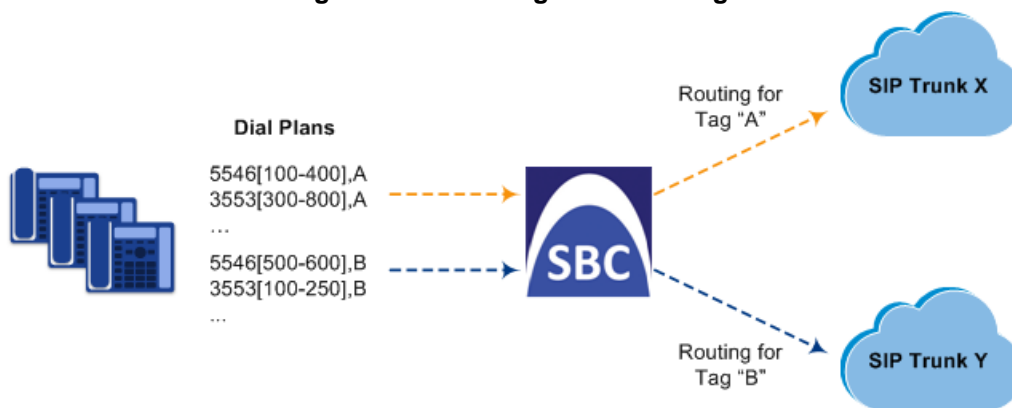 Dial Plans
5546[100-400],A
3553[300-800],A
...
5546[500-600],B
3553[100-250],B
...
SBC
Routing for
Tag “A”
SIP Trunk X
Routing for
Tag “B”
SIP Trunk Y